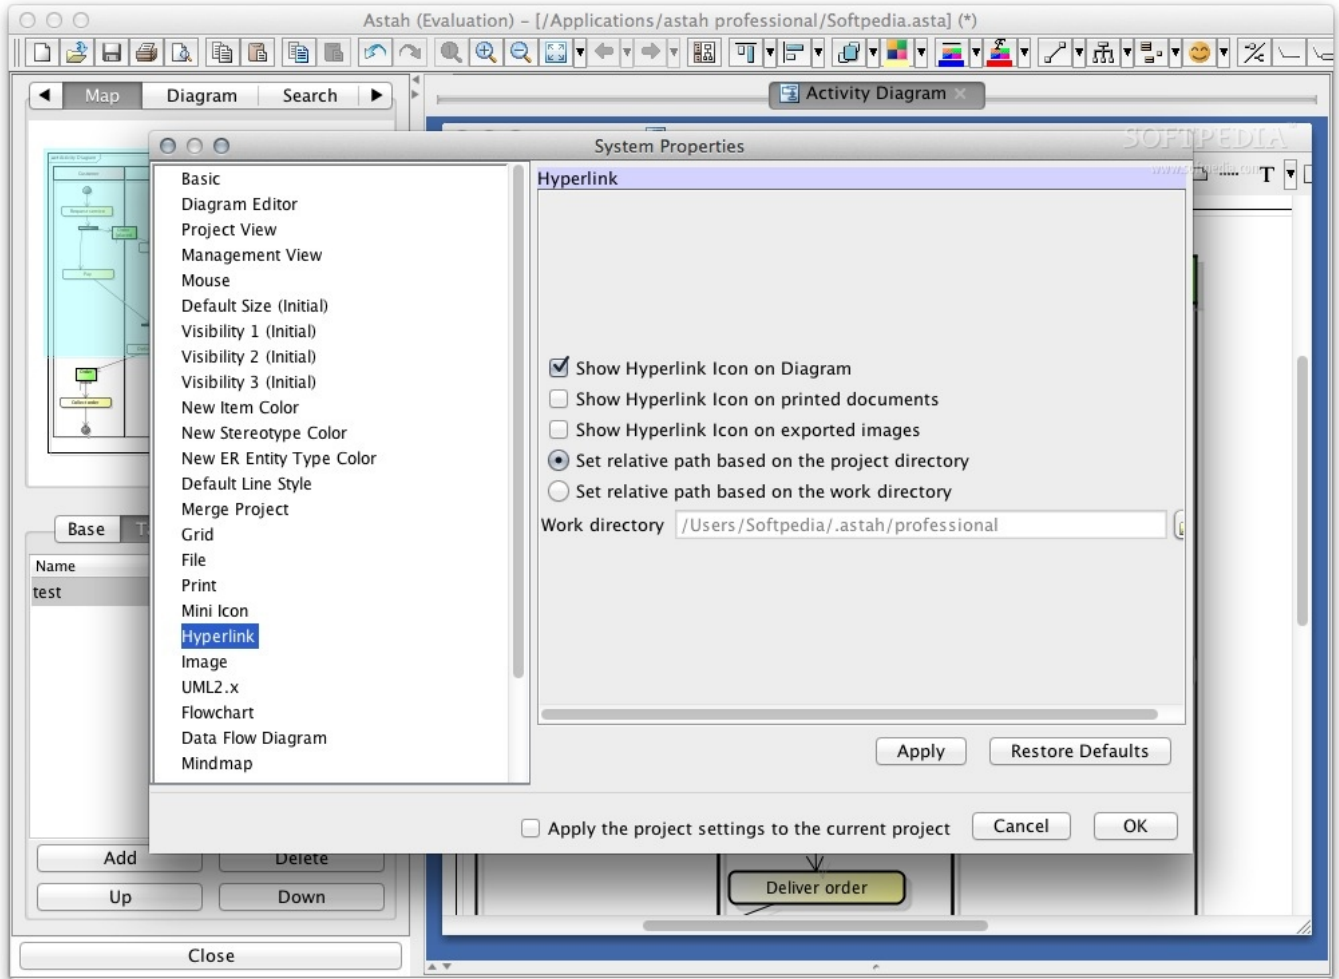 Astah (Evaluation) – [/Applications/astah professional/Softpedia.asta] (*)
Map Diagram Search
Activity Diagram
SOFTPEDIA
www.softpedia.com
T
System Properties
Basic
Diagram Editor
Project View
Management View
Mouse
Default Size (Initial)
Visibility 1 (Initial)
Visibility 2 (Initial)
Visibility 3 (Initial)
New Item Color
New Stereotype Color
New ER Entity Type Color
Default Line Style
Merge Project
Grid
File
Print
Mini Icon
Hyperlink
Image
UML2.x
Flowchart
Data Flow Diagram
Mindmap
Hyperlink
Show Hyperlink Icon on Diagram
Show Hyperlink Icon on printed documents
Show Hyperlink Icon on exported images
Set relative path based on the project directory
Set relative path based on the work directory
Work directory /Users/Softpedia/.astah/professional
Apply Restore Defaults
Apply the project settings to the current project Cancel OK
Base
Name
test
Add Delete
Up Down
Close
Deliver order